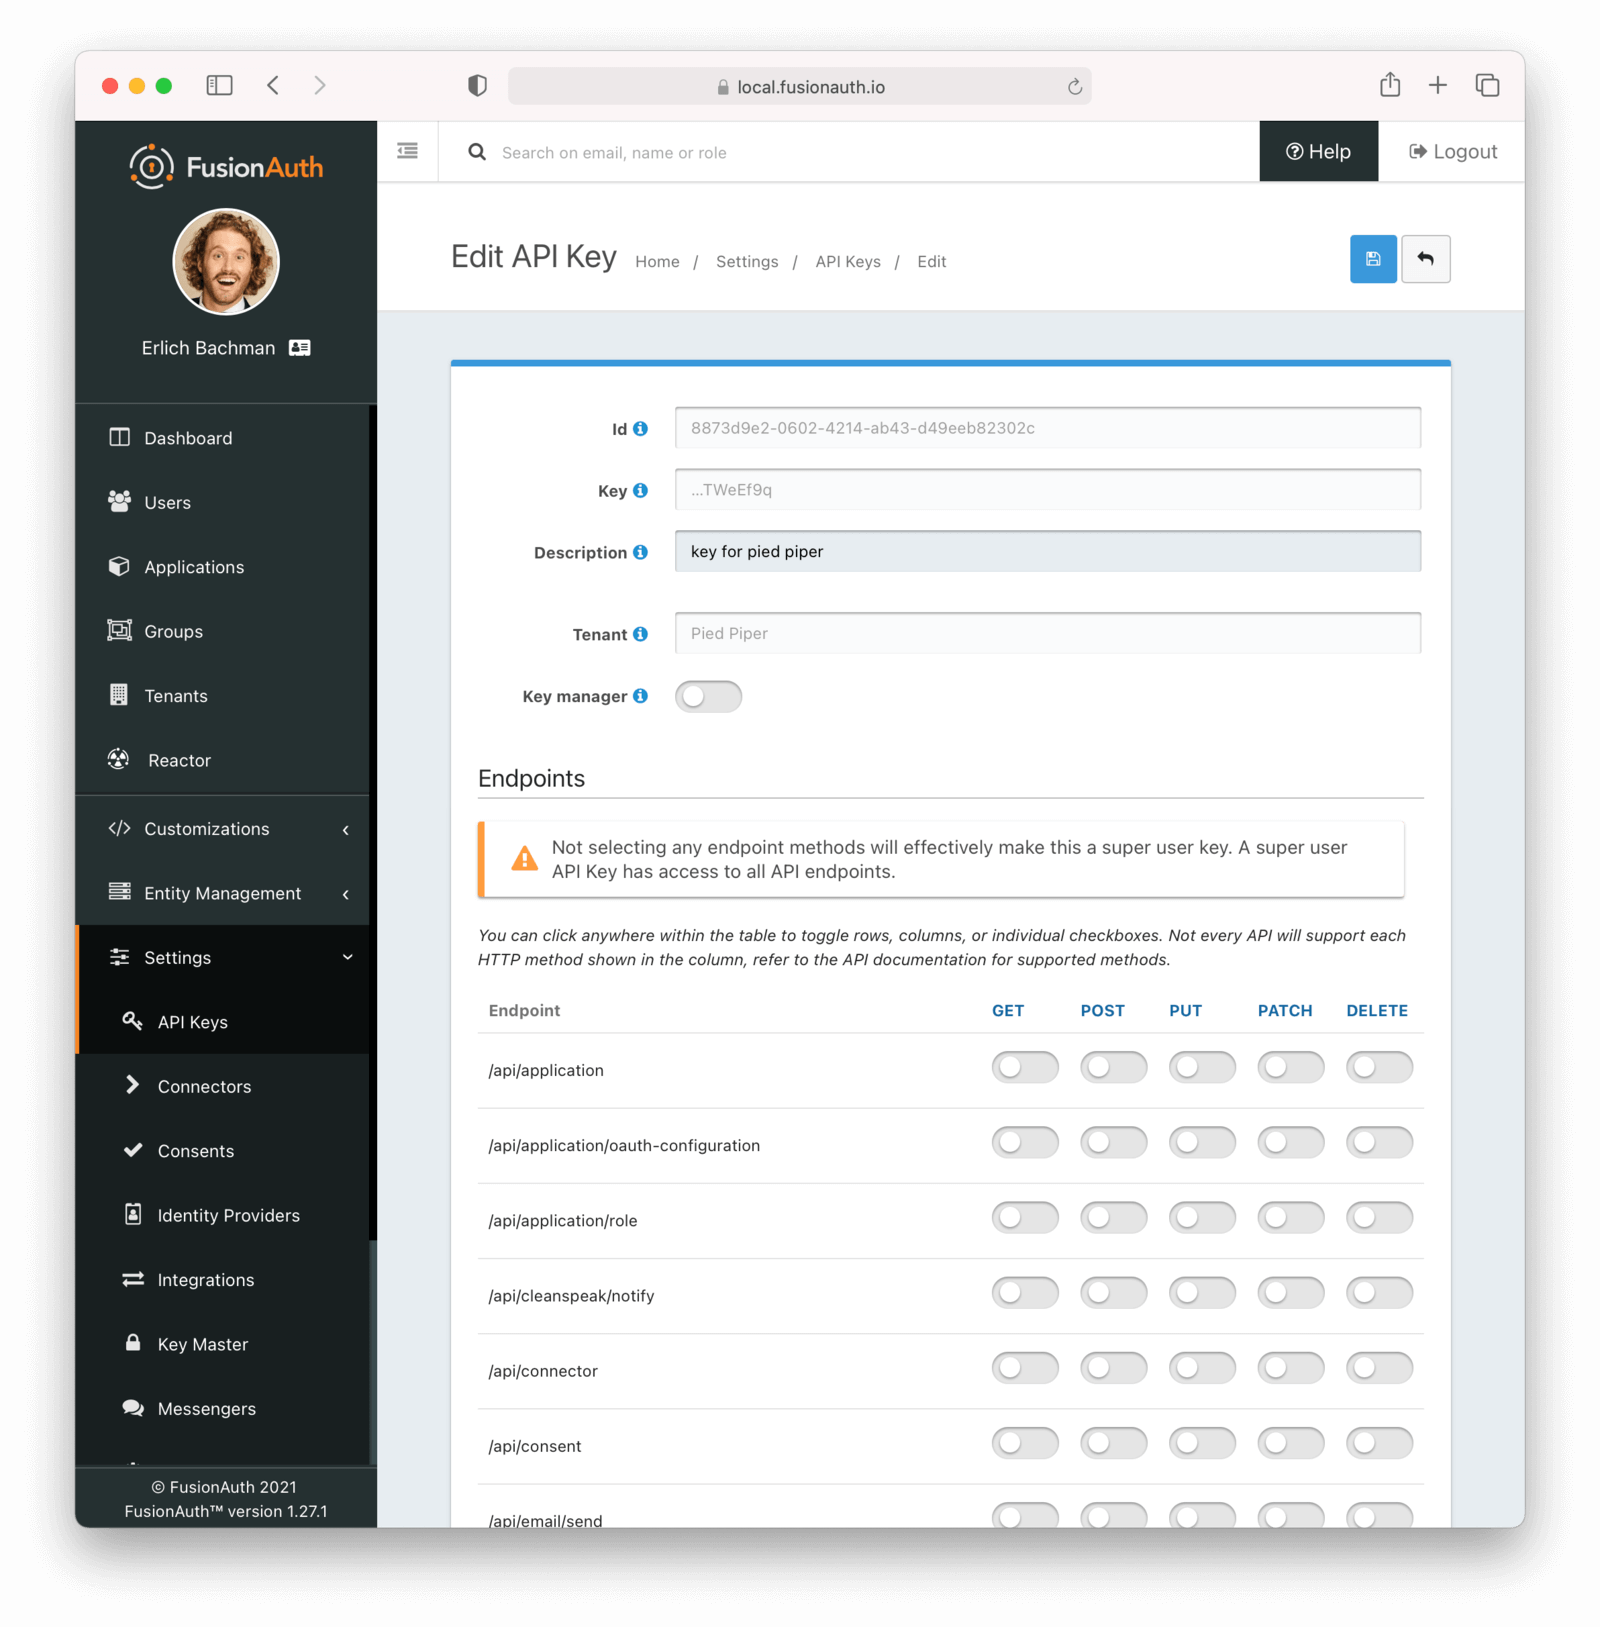 local.fusionauth.io
FusionAuth
Search on email, name or role
Help
Logout
Erlich Bachman
Dashboard
Users
Applications
Groups
Tenants
Reactor
Customizations
Entity Management
Settings
API Keys
Connectors
Consents
Identity Providers
Integrations
Key Master
Messengers
© FusionAuth 2021
FusionAuth™ version 1.27.1
Edit API Key
Home / Settings / API Keys / Edit
Id 8873d9e2-0602-4214-ab43-d49eeb82302c
Key ...TWeEf9q
Description key for pied piper
Tenant Pied Piper
Key manager
Endpoints
Not selecting any endpoint methods will effectively make this a super user key. A super user
API Key has access to all API endpoints.
You can click anywhere within the table to toggle rows, columns, or individual checkboxes. Not every API will support each
HTTP method shown in the column, refer to the API documentation for supported methods.
Endpoint GET POST PUT PATCH DELETE
/api/application
/api/application/oauth-configuration
/api/application/role
/api/cleanspeak/notify
/api/connector
/api/consent
/api/email/send